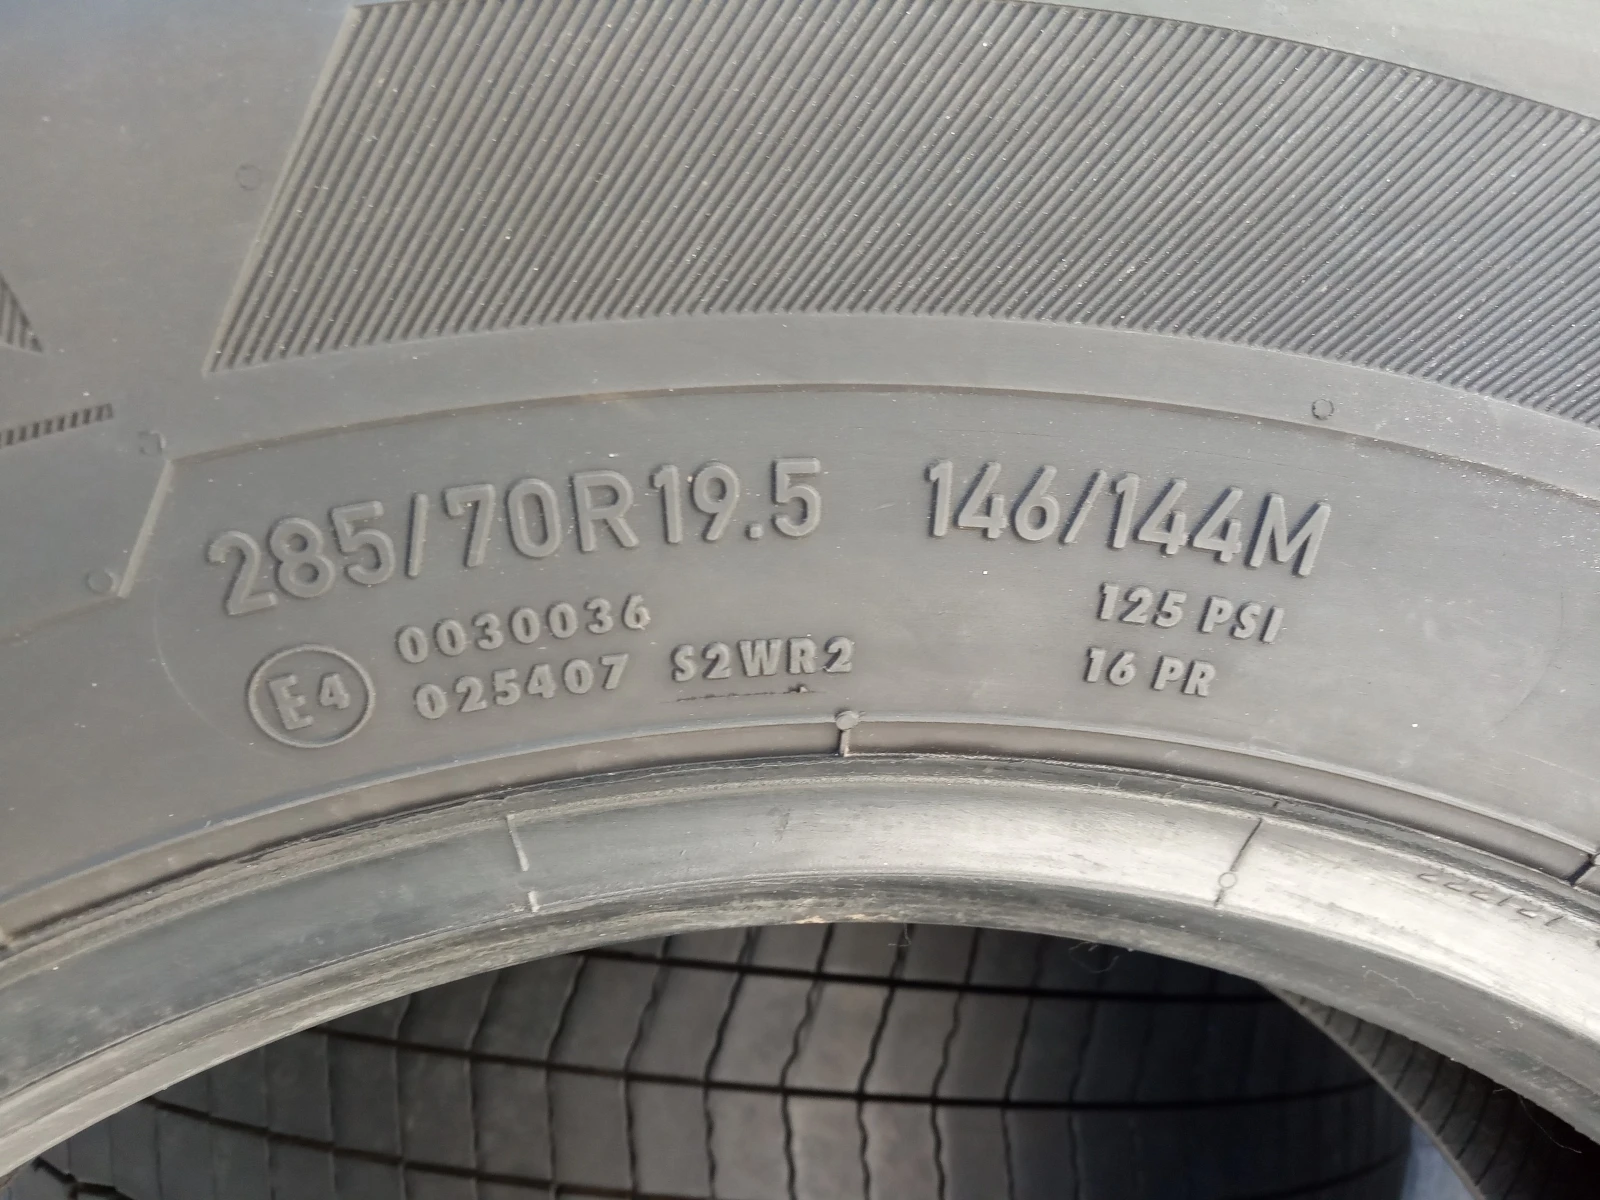 285/70R19.5 146/144M
0030036 125 PSI
E4 025407 S2WR2 16 PR